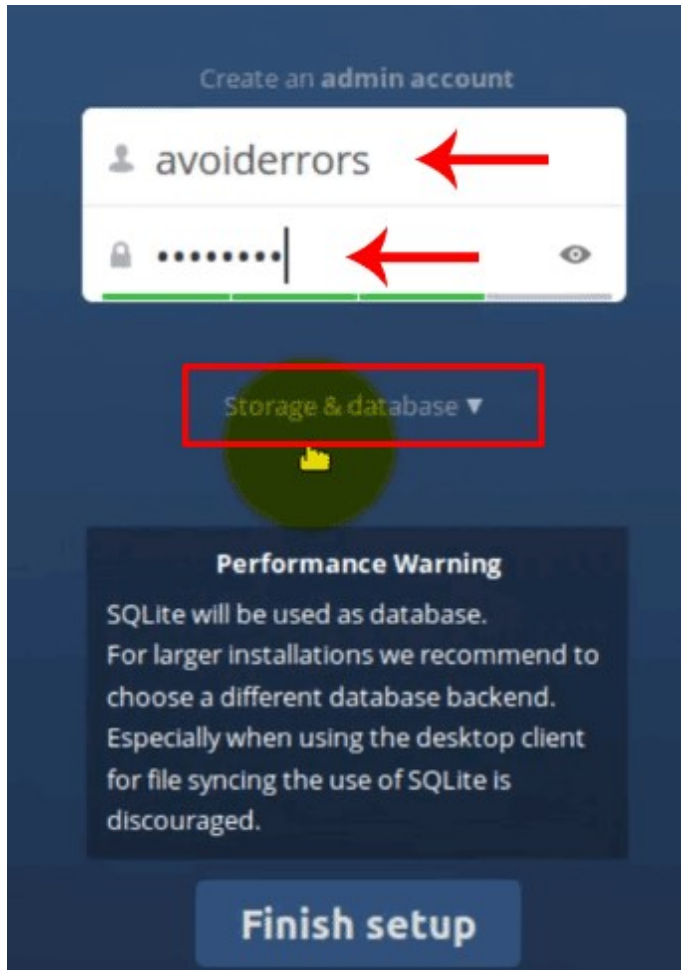 Create an admin account
avoiderrors
••••••••
Storage & database ▼
Performance Warning
SQLite will be used as database.
For larger installations we recommend to
choose a different database backend.
Especially when using the desktop client
for file syncing the use of SQLite is
discouraged.
Finish setup